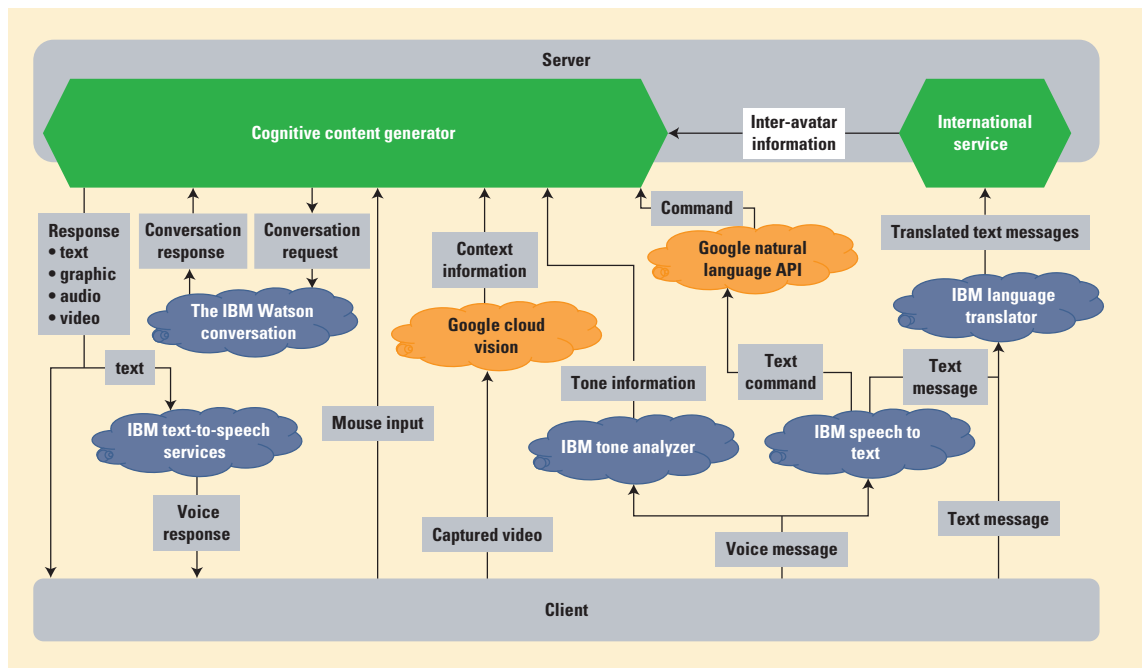 Server
Cognitive content generator
Inter-avatar
information
International
service
Response
• text
• graphic
• audio
• video
Conversation
response
Conversation
request
Context
information
Command
Google natural
language API
Translated text messages
The IBM Watson
conversation
Google cloud
vision
IBM language
translator
text
Mouse input
Tone information
Text
command
Text
message
IBM text-to-speech
services
IBM tone analyzer
IBM speech to
text
Voice
response
Captured video
Voice message
Text message
Client